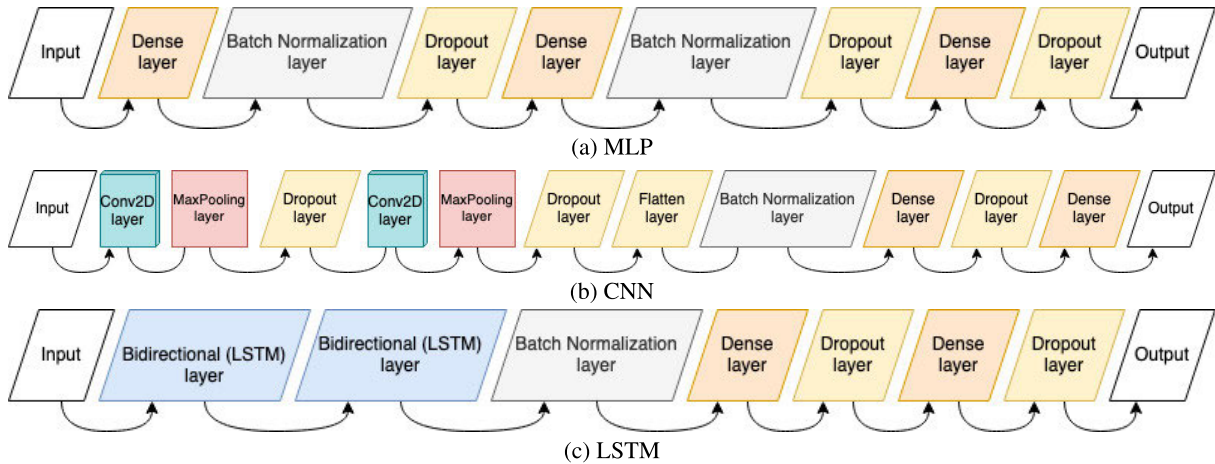 Input
Dense
layer
Batch Normalization
layer
Dropout
layer
Dense
layer
Batch Normalization
layer
Dropout
layer
Dense
layer
Dropout
layer
Output
(a) MLP
Input
Conv2D
layer
MaxPooling
layer
Dropout
layer
Conv2D
layer
MaxPooling
layer
Dropout
layer
Flatten
layer
Batch Normalization
layer
Dense
layer
Dropout
layer
Dense
layer
Output
(b) CNN
Input
Bidirectional (LSTM)
layer
Bidirectional (LSTM)
layer
Batch Normalization
layer
Dense
layer
Dropout
layer
Dense
layer
Dropout
layer
Output
(c) LSTM